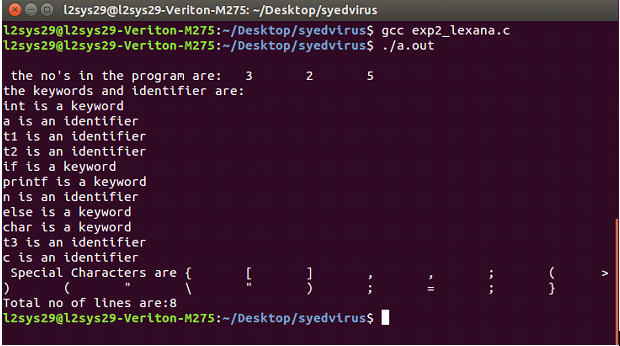 l2sys29@l2sys29-Veriton-M275: ~/Desktop/syedvirus
l2sys29@l2sys29-Veriton-M275:~/Desktop/syedvirus$ gcc exp2_lexana.c
l2sys29@l2sys29-Veriton-M275:~/Desktop/syedvirus$ ./a.out
the no's in the program are: 3 2 5
the keywords and identifier are:
int is a keyword
a is an identifier
t1 is an identifier
t2 is an identifier
if is a keyword
printf is a keyword
n is an identifier
else is a keyword
char is a keyword
t3 is an identifier
c is an identifier
Special Characters are { [ ] , , ; ( >
) ( " \ " ) ; = ; }
Total no of lines are:8
l2sys29@l2sys29-Veriton-M275:~/Desktop/syedvirus$